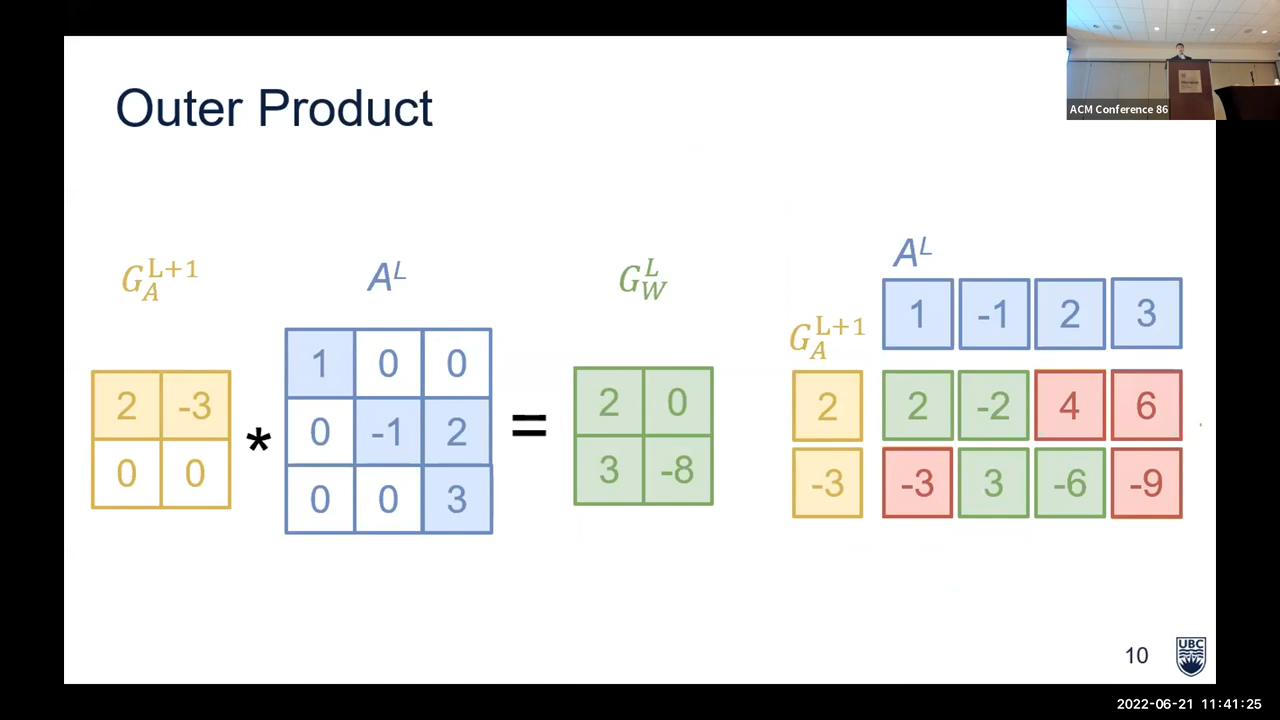 Outer Product
ACM Conference 86
G_A^{L+1}
A^L
G_W^L
2 -3
0 0
*
1 0 0
0 -1 2
0 0 3
=
2 0
3 -8
A^L
1 -1 2 3
G_A^{L+1}
2 2 -2 4 6
-3 -3 3 -6 -9
10
UBC
2022-06-21 11:41:25